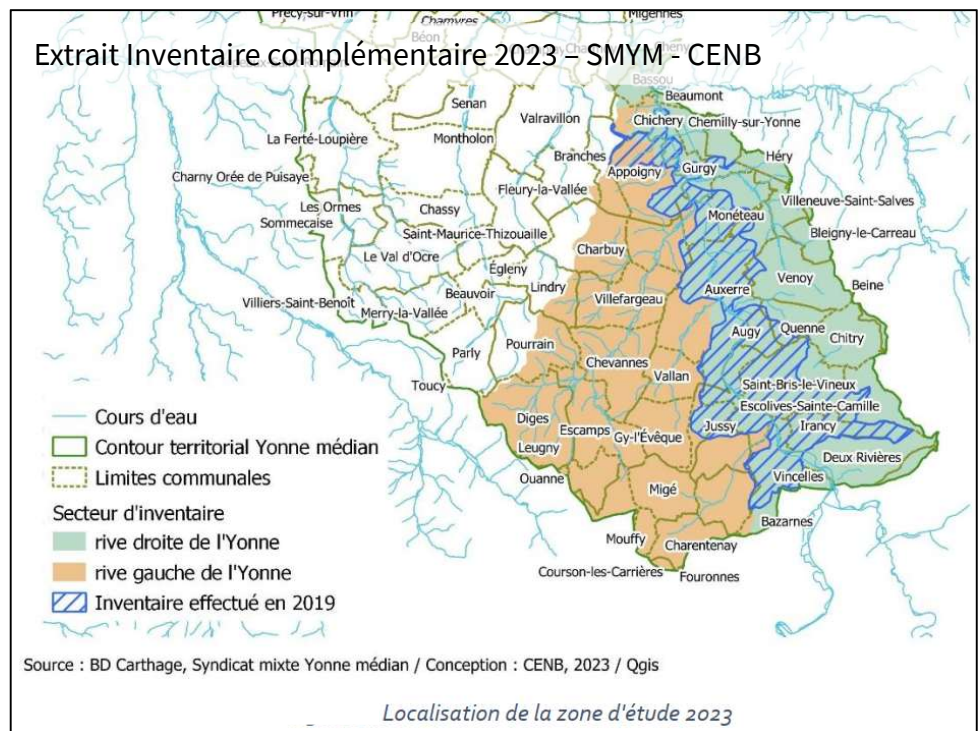 Précy-sur-Vrin
Chamvres
Migennes
Béon
Extrait Inventaire complémentaire 2023 – SMYM - CENB
Bassou
Beaumont
Senan
Chichery
Chemilly-sur-Yonne
Valravillon
La Ferté-Loupière
Montholon
Branches
Héry
Appoigny
Gurgy
Charny Orée de Puisaye
Fleury-la-Vallée
Villeneuve-Saint-Salves
Les Ormes
Chassy
Monéteau
Sommecaise
Bleigny-le-Carreau
Saint-Maurice-Thizouaille
Charbuy
Le Val d'Ocre
Venoy
Égleny
Beine
Lindry
Auxerre
Beauvoir
Villiers-Saint-Benoît
Villefargeau
Merry-la-Vallée
Augy
Quenne
Chitry
Pourrain
Parly
Chevannes
Vallan
Toucy
Saint-Bris-le-Vineux
Escolives-Sainte-Camille
Diges
Escamps
Jussy
Irancy
Gy-l'Évêque
Leugny
Deux Rivières
Ouanne
Vincelles
Migé
Bazarnes
Mouffy
Charentenay
Courson-les-Carrières
Fouronnes
Cours d'eau
Contour territorial Yonne médian
Limites communales
Secteur d'inventaire
rive droite de l'Yonne
rive gauche de l'Yonne
Inventaire effectué en 2019
Source : BD Carthage, Syndicat mixte Yonne médian / Conception : CENB, 2023 / Qgis
Localisation de la zone d'étude 2023